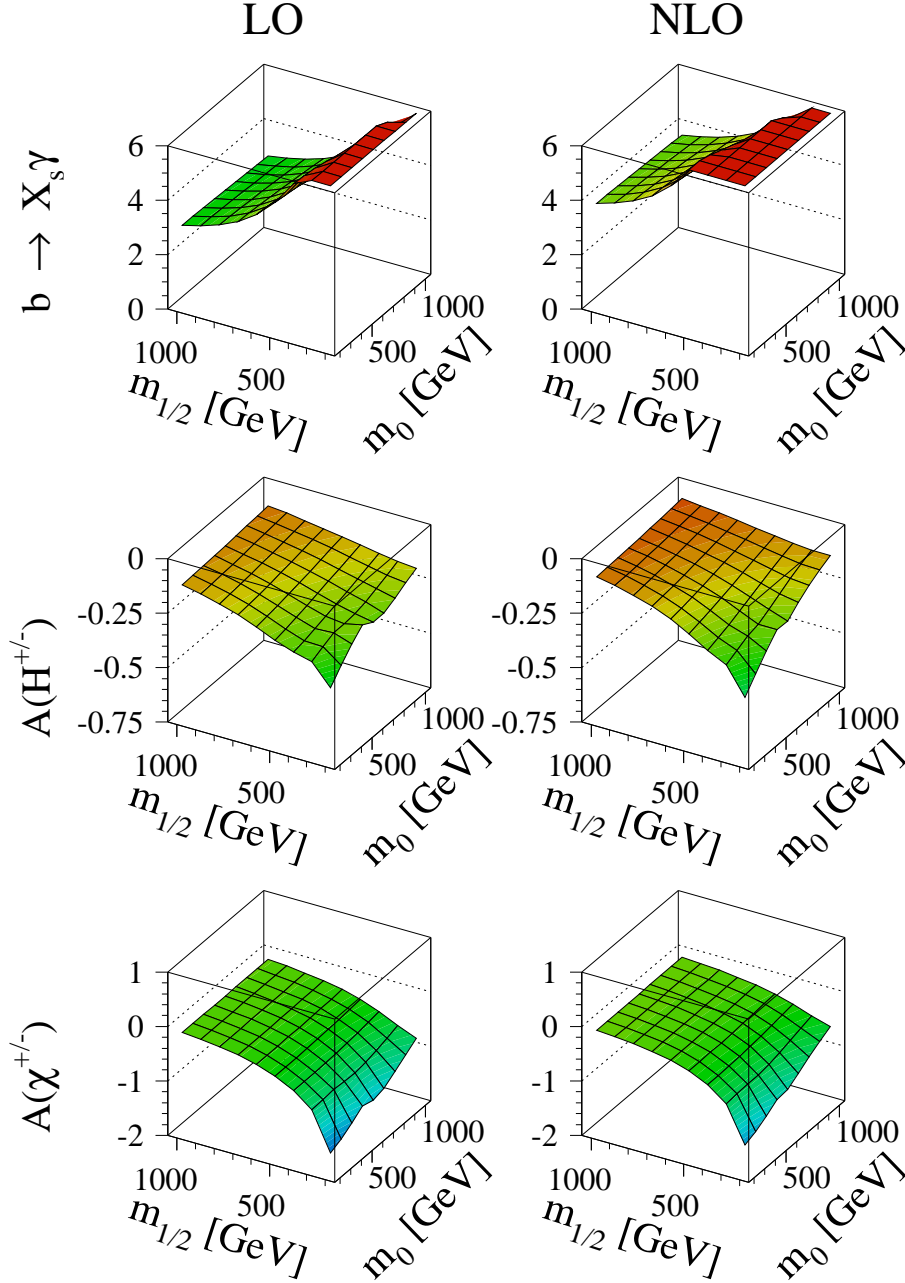 LO NLO
b → X_sγ
6 6
4 4
2 2
0 0
1000 500 500 1000
m_1/2 [GeV] m_0 [GeV]
1000 500 500 1000
m_1/2 [GeV] m_0 [GeV]
A(H^+/-)
0 0
-0.25 -0.25
-0.5 -0.5
-0.75 -0.75
1000 500 500 1000
m_1/2 [GeV] m_0 [GeV]
1000 500 500 1000
m_1/2 [GeV] m_0 [GeV]
A(χ^+/-)
1 1
0 0
-1 -1
-2 -2
1000 500 500 1000
m_1/2 [GeV] m_0 [GeV]
1000 500 500 1000
m_1/2 [GeV] m_0 [GeV]